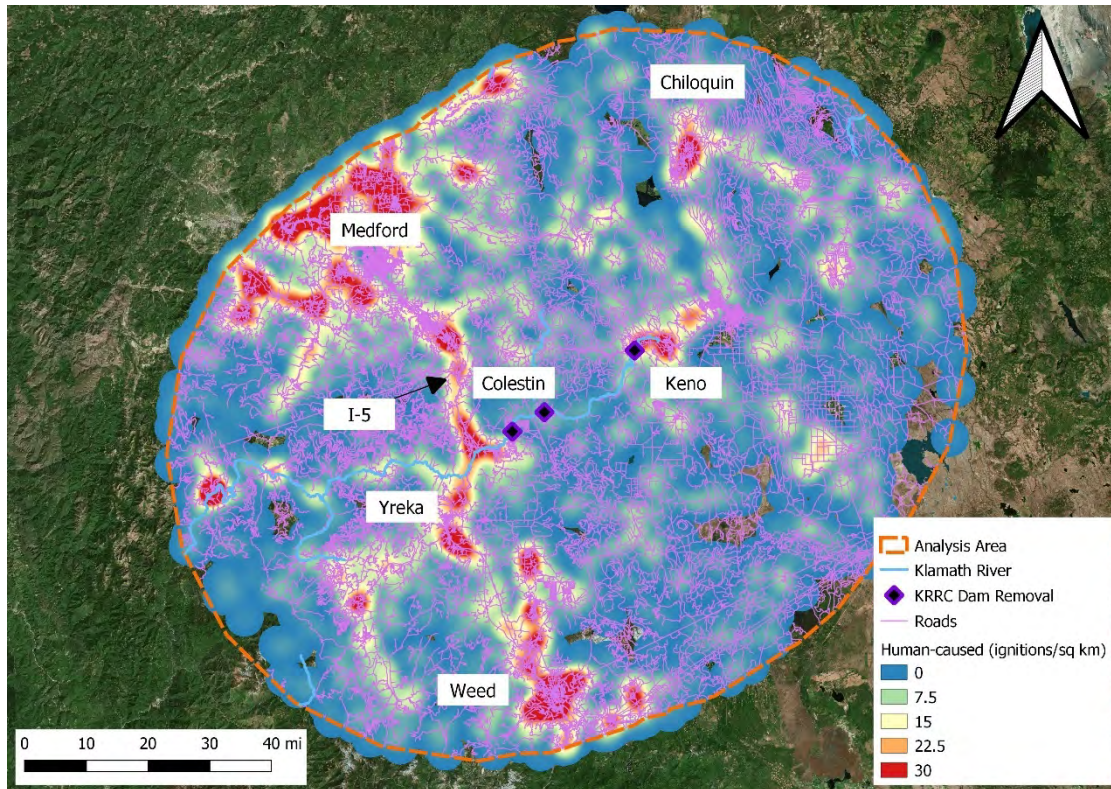 Chiloquin
Medford
Colestin
Keno
I-5
Yreka
Weed
Analysis Area
Klamath River
KRRC Dam Removal
Roads
Human-caused (ignitions/sq km)
0
7.5
15
22.5
30
0 10 20 30 40 mi